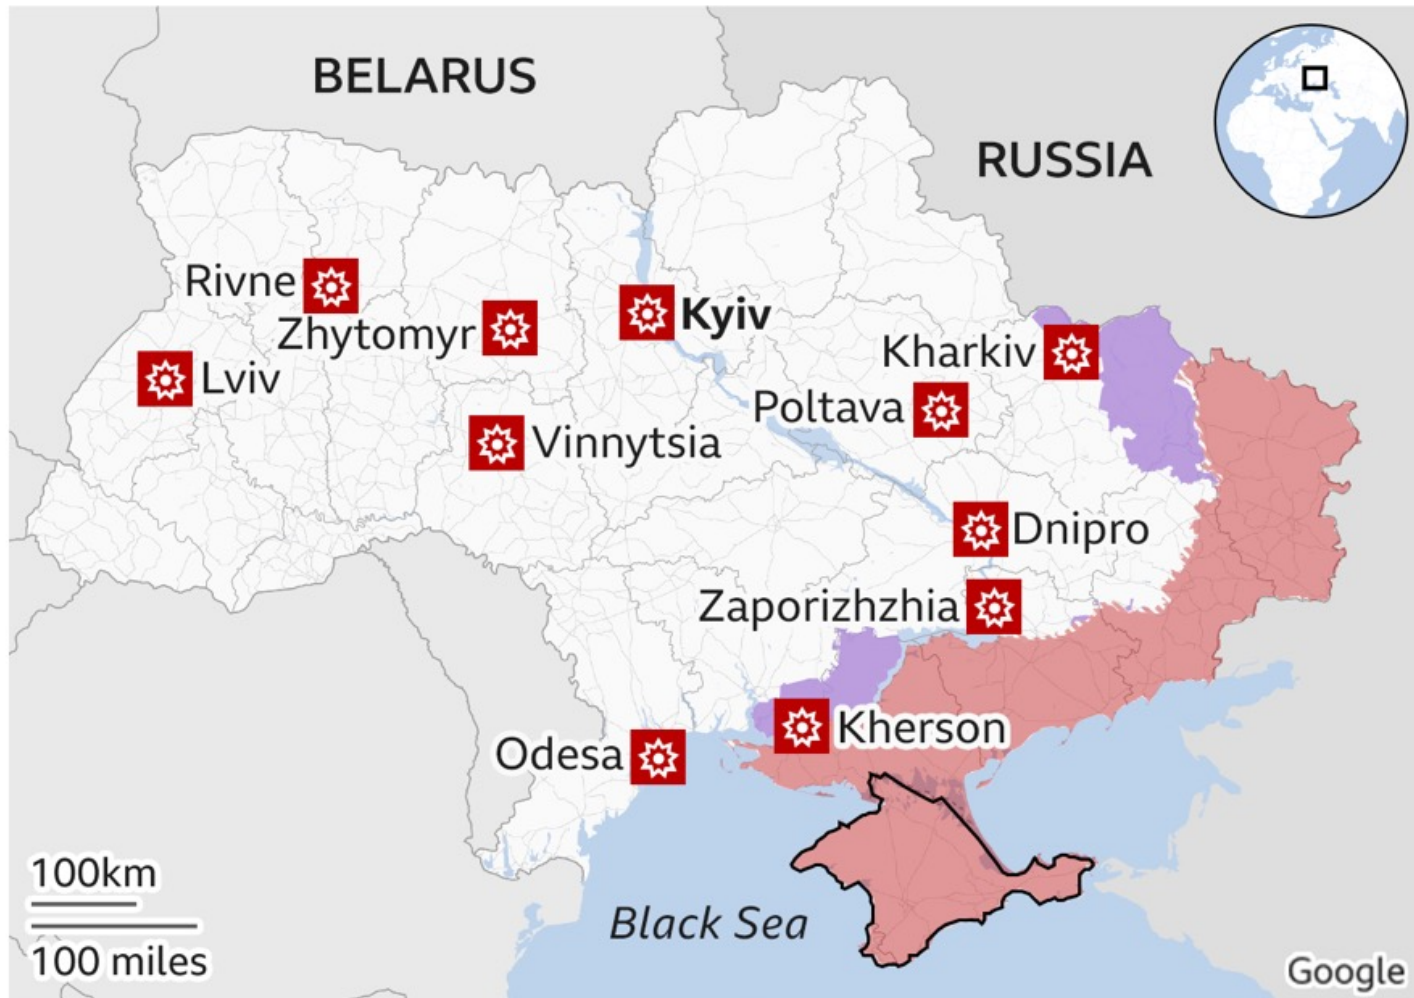 BELARUS
RUSSIA
Rivne
Zhytomyr
Kyiv
Lviv
Kharkiv
Poltava
Vinnytsia
Dnipro
Zaporizhzhia
Kherson
Odesa
100km
100 miles
Black Sea
Google